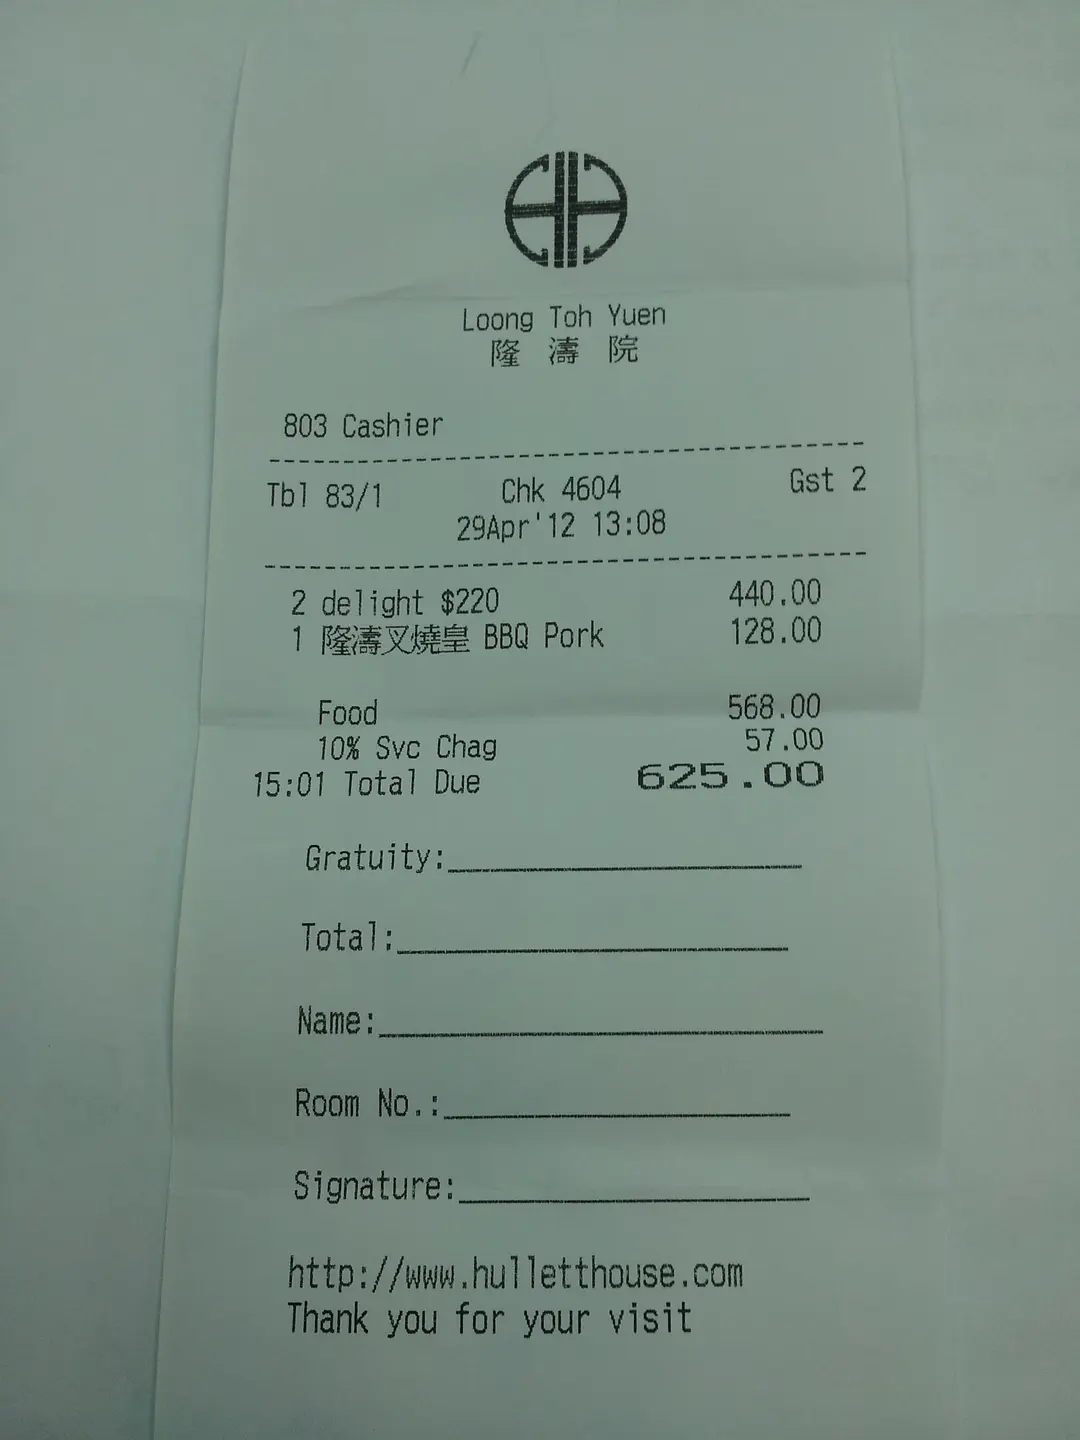 Loong Toh Yuen
隆濤院
803 Cashier
Tbl 83/1 Chk 4604 Gst 2
29Apr'12 13:08
2 delight $220 440.00
1 隆濤叉燒皇 BBQ Pork 128.00
Food 568.00
10% Svc Chag 57.00
15:01 Total Due 625.00
Gratuity:
Total:
Name:
Room No.:
Signature:
http://www.hulletthouse.com
Thank you for your visit